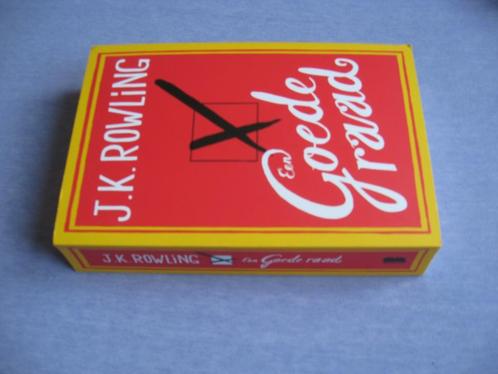 J.K. ROWLING
Een
Goede
raad
J.K. ROWLING Een Goede raad